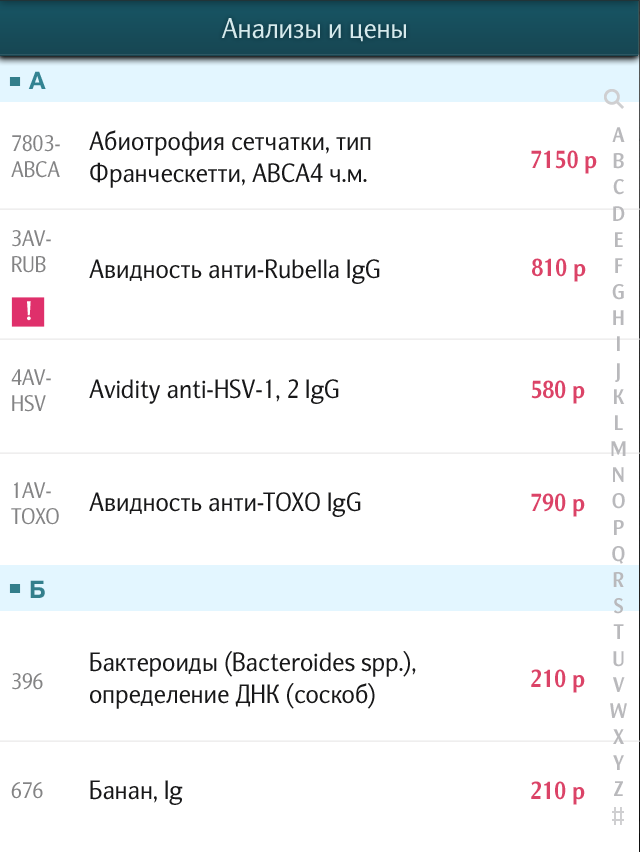 Анализы и цены
А
7803-
ABCA
Абиотрофия сетчатки, тип
Франческетти, ABCA4 ч.м.
7150 р
3AV-
RUB
!
Авидность анти-Rubella IgG
810 р
4AV-
HSV
Avidity anti-HSV-1, 2 IgG
580 р
1AV-
TOXO
Авидность анти-TOXO IgG
790 р
Б
396
Бактероиды (Bacteroides spp.),
определение ДНК (соскоб)
210 р
676
Банан, Ig
210 р
A
B
C
D
E
F
G
H
I
J
K
L
M
N
O
P
Q
R
S
T
U
V
W
X
Y
Z
#